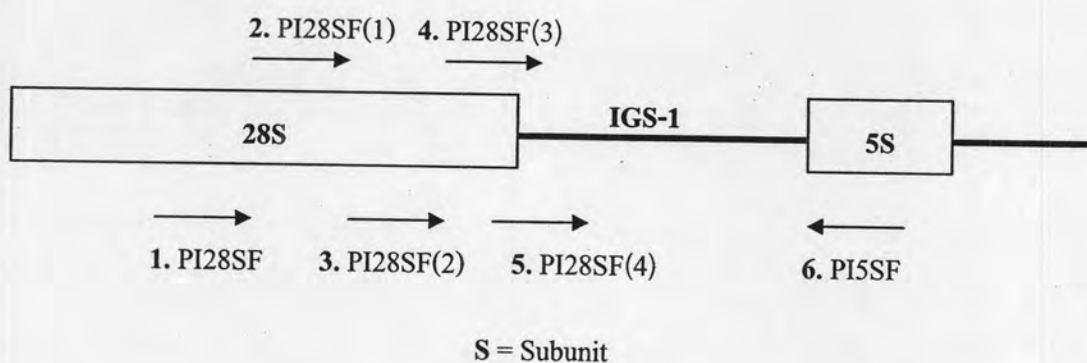 2. PI28SF(1) 4. PI28SF(3)
28S
IGS-1
5S
1. PI28SF 3. PI28SF(2) 5. PI28SF(4)
6. PI5SF
S = Subunit